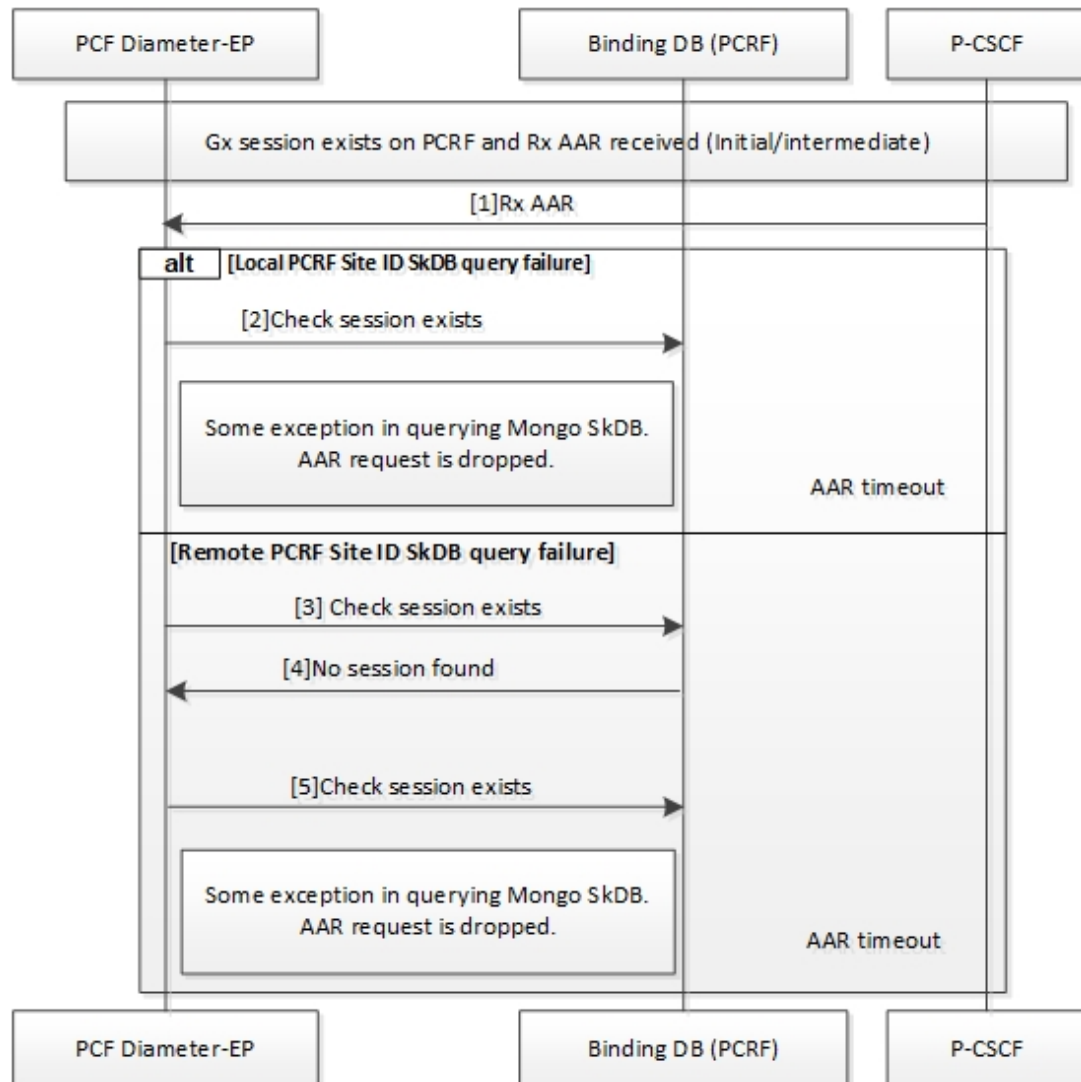 PCF Diameter-EP
Binding DB (PCRF)
P-CSCF
Gx session exists on PCRF and Rx AAR received (Initial/intermediate)
[1]Rx AAR
alt
[Local PCRF Site ID SkDB query failure]
[2]Check session exists
Some exception in querying Mongo SkDB.
AAR request is dropped.
AAR timeout
[Remote PCRF Site ID SkDB query failure]
[3] Check session exists
[4]No session found
[5]Check session exists
Some exception in querying Mongo SkDB.
AAR request is dropped.
AAR timeout
PCF Diameter-EP
Binding DB (PCRF)
P-CSCF